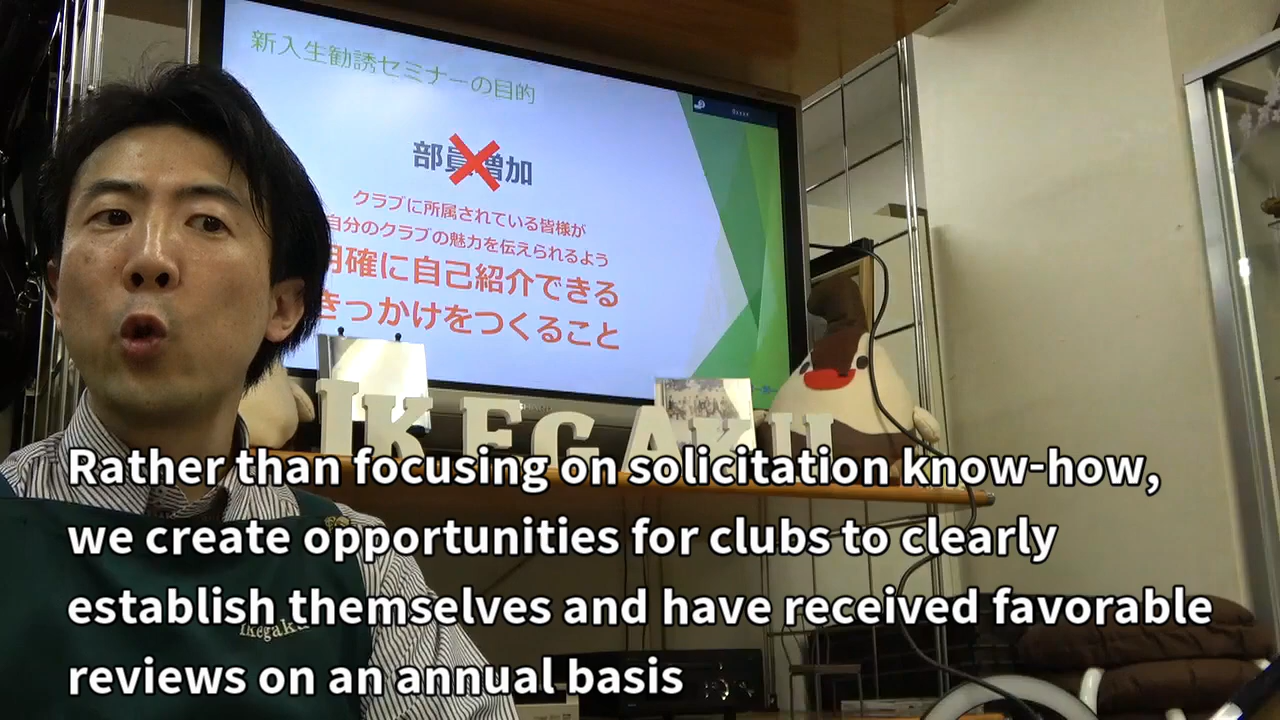 新入生勧誘セミナーの目的
部員増加
クラブに所属されている皆様が
自分のクラブの魅力を伝えられるよう
明確に自己紹介できる
きっかけをつくること
IKEGAKU
Ikegaku
Rather than focusing on solicitation know-how,
we create opportunities for clubs to clearly
establish themselves and have received favorable
reviews on an annual basis